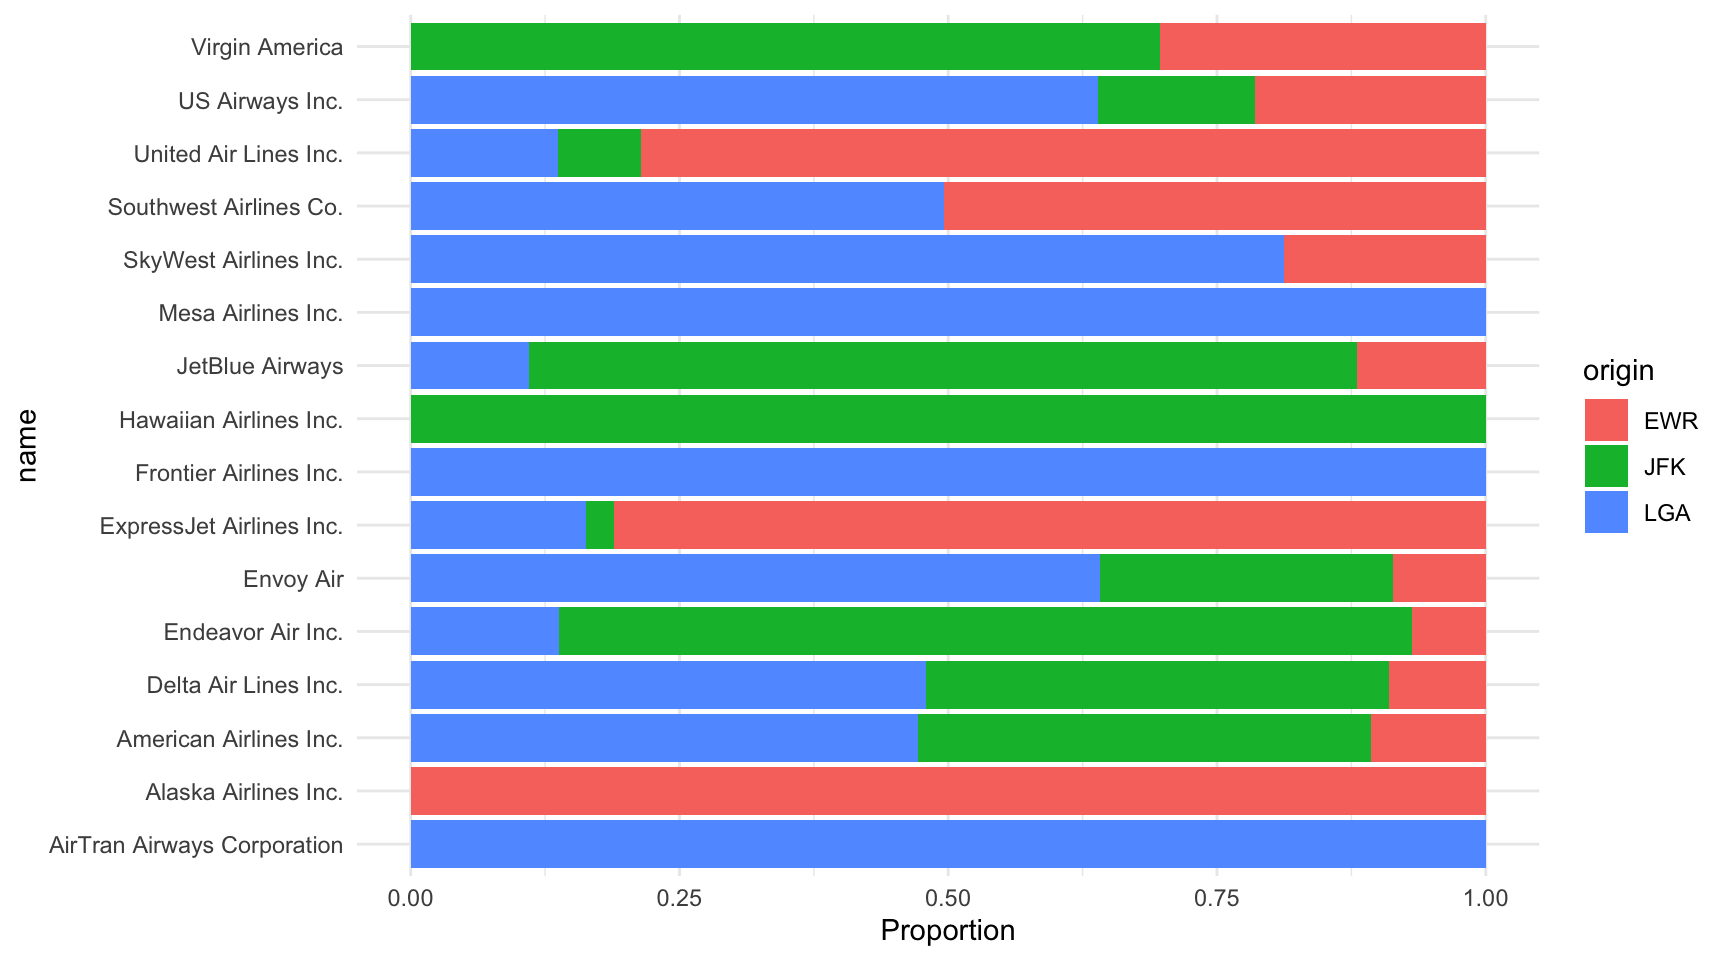 Virgin America
US Airways Inc.
United Air Lines Inc.
Southwest Airlines Co.
SkyWest Airlines Inc.
Mesa Airlines Inc.
JetBlue Airways
Hawaiian Airlines Inc.
Frontier Airlines Inc.
ExpressJet Airlines Inc.
Envoy Air
Endeavor Air Inc.
Delta Air Lines Inc.
American Airlines Inc.
Alaska Airlines Inc.
AirTran Airways Corporation
name
0.00 0.25 0.50 0.75 1.00
Proportion
origin
EWR
JFK
LGA